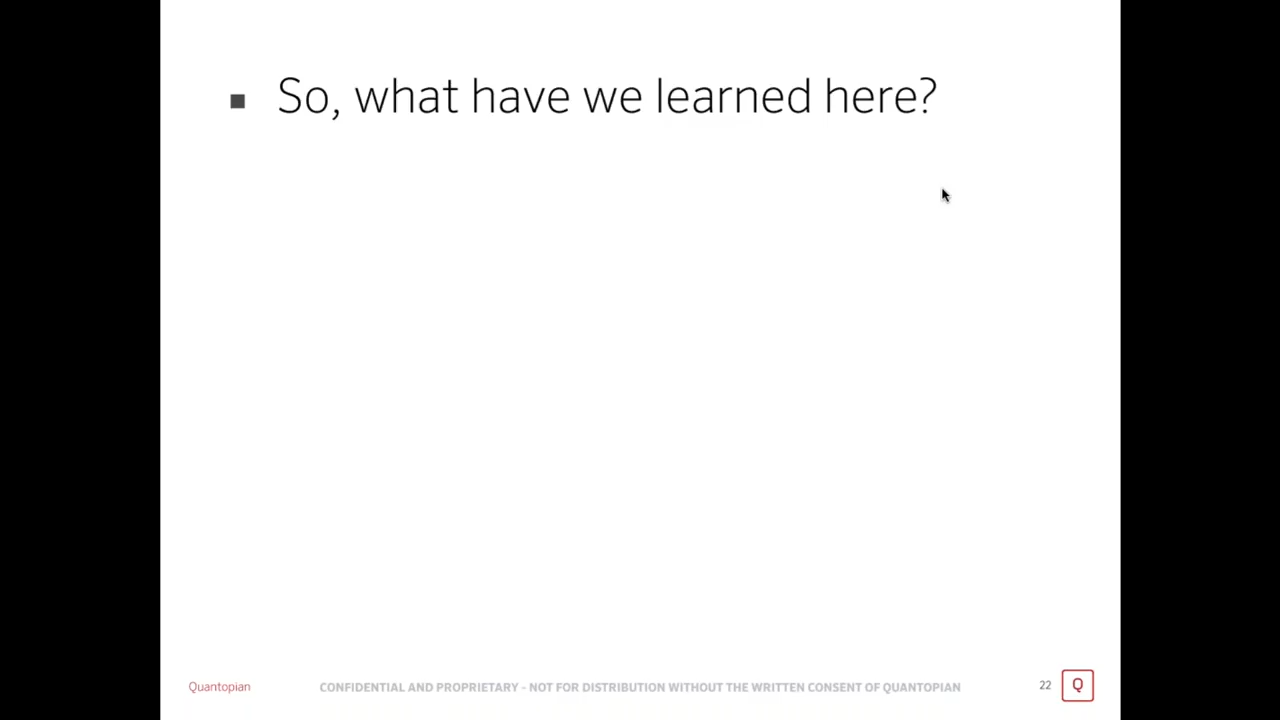 So, what have we learned here?
Quantopian
CONFIDENTIAL AND PROPRIETARY - NOT FOR DISTRIBUTION WITHOUT THE WRITTEN CONSENT OF QUANTOPIAN
22
Q